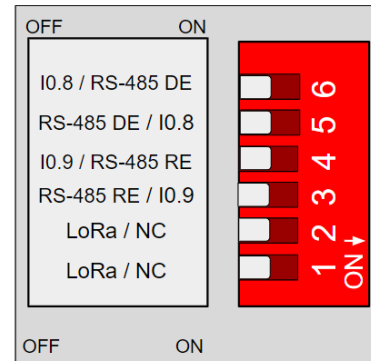 OFF ON
I0.8 / RS-485 DE
RS-485 DE / I0.8
I0.9 / RS-485 RE
RS-485 RE / I0.9
LoRa / NC
LoRa / NC
6
5
4
3
2
1
ON
OFF ON